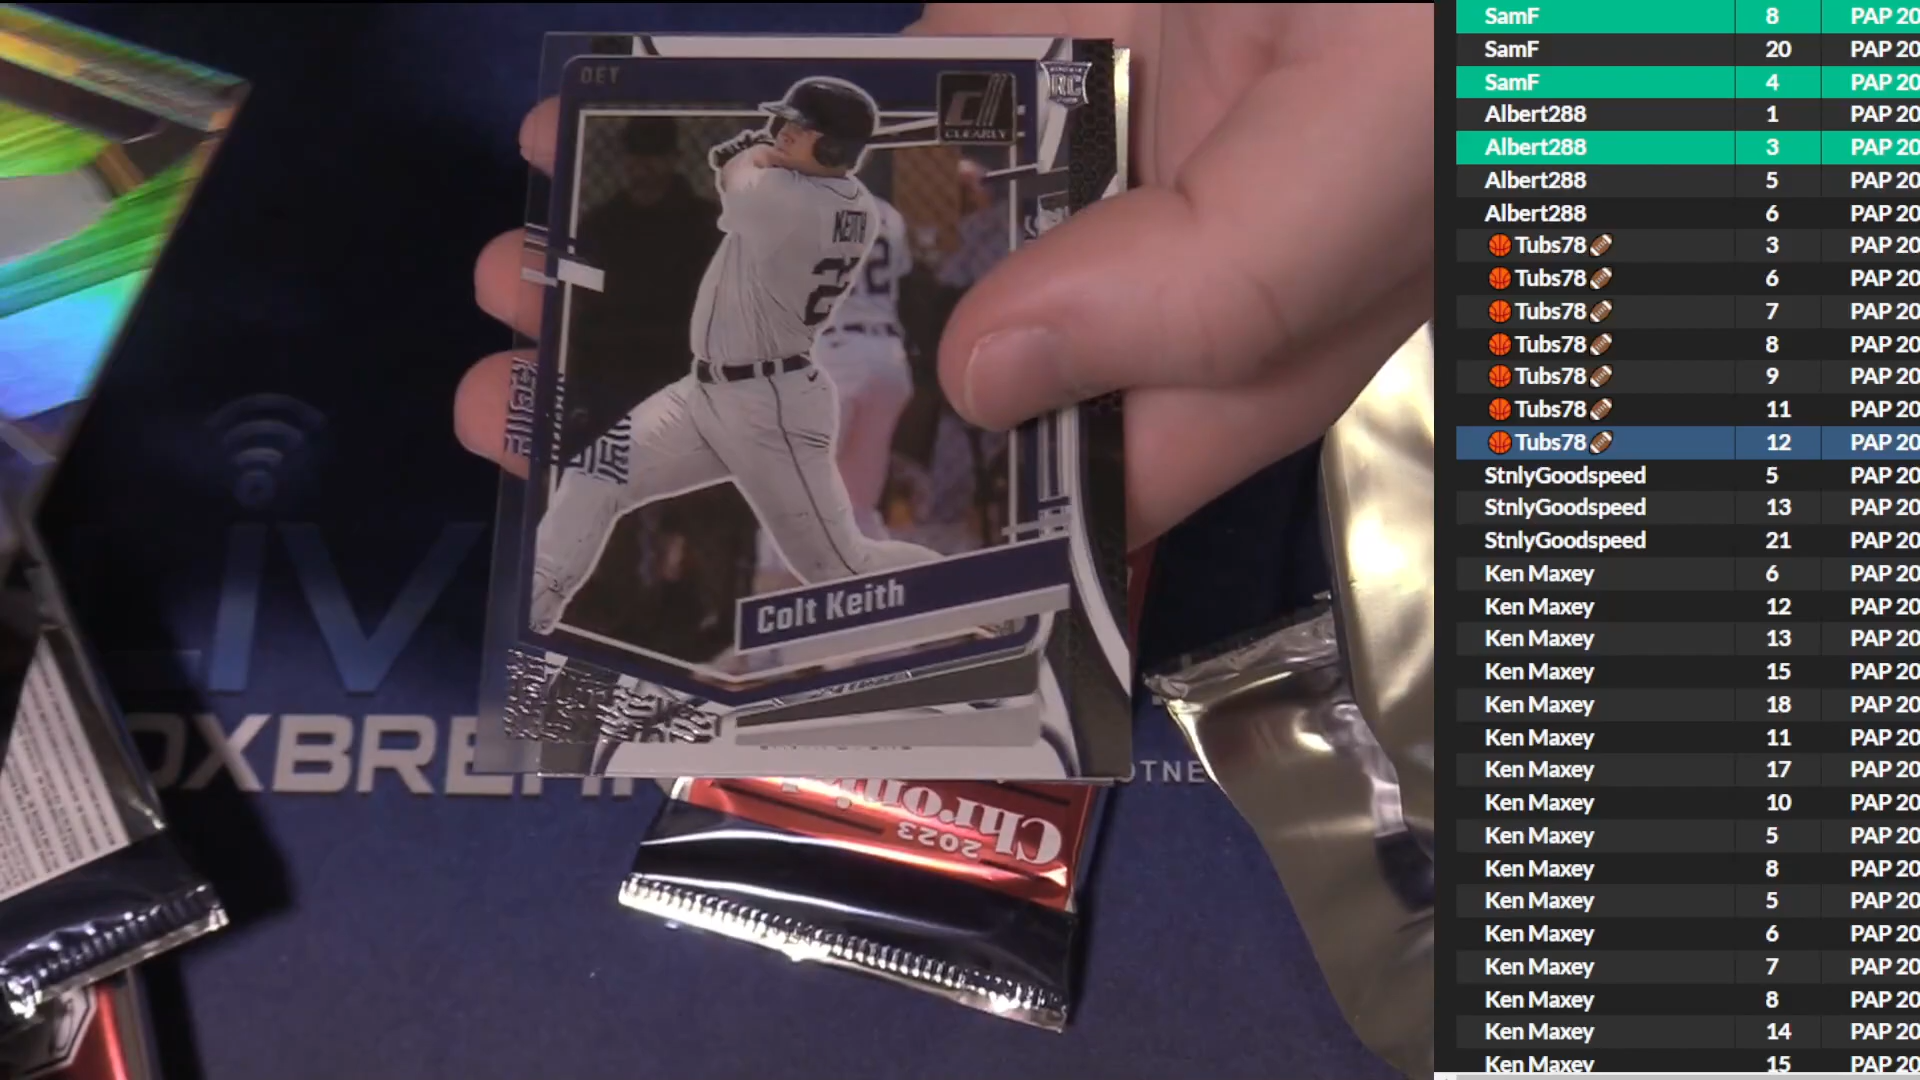 DET
CLEARLY
RC
KEITH
22
2
Colt Keith
LiV
OXBRE
OTNE
Chroni
2023
SamF 8 PAP 20
SamF 20 PAP 20
SamF 4 PAP 20
Albert288 1 PAP 20
Albert288 3 PAP 20
Albert288 5 PAP 20
Albert288 6 PAP 20
🏀 Tubs78 🏈 3 PAP 20
🏀 Tubs78 🏈 6 PAP 20
🏀 Tubs78 🏈 7 PAP 20
🏀 Tubs78 🏈 8 PAP 20
🏀 Tubs78 🏈 9 PAP 20
🏀 Tubs78 🏈 11 PAP 20
🏀 Tubs78 🏈 12 PAP 20
StnlyGoodspeed 5 PAP 20
StnlyGoodspeed 13 PAP 20
StnlyGoodspeed 21 PAP 20
Ken Maxey 6 PAP 20
Ken Maxey 12 PAP 20
Ken Maxey 13 PAP 20
Ken Maxey 15 PAP 20
Ken Maxey 18 PAP 20
Ken Maxey 11 PAP 20
Ken Maxey 17 PAP 20
Ken Maxey 10 PAP 20
Ken Maxey 5 PAP 20
Ken Maxey 8 PAP 20
Ken Maxey 5 PAP 20
Ken Maxey 6 PAP 20
Ken Maxey 7 PAP 20
Ken Maxey 8 PAP 20
Ken Maxey 14 PAP 20
Ken Maxey 15 PAP 20